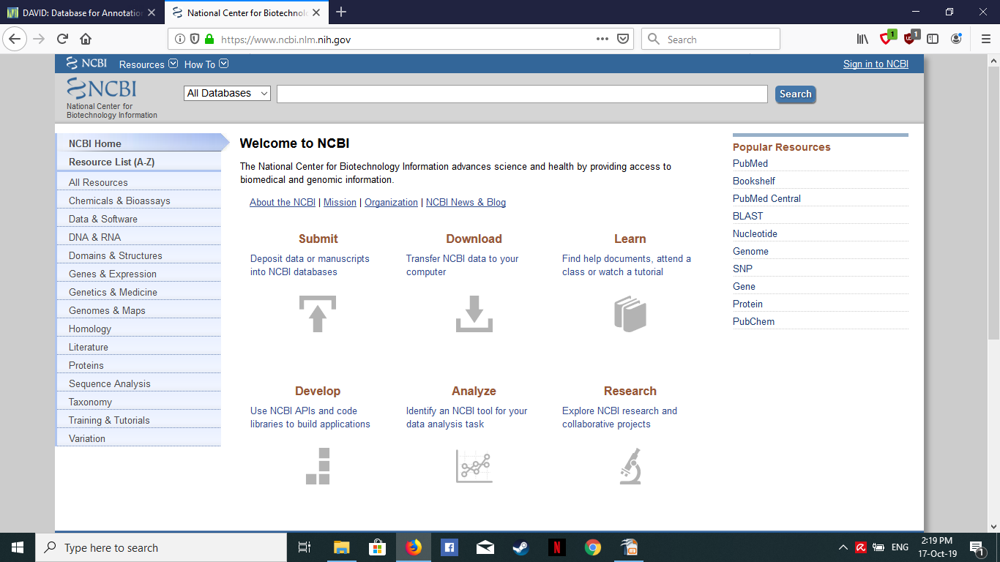 DAVID: Database for Annotation
National Center for Biotechnolo
https://www.ncbi.nlm.nih.gov
Search
1
1
NCBI
Resources
How To
Sign in to NCBI
NCBI
National Center for
Biotechnology Information
All Databases
Search
NCBI Home
Resource List (A-Z)
All Resources
Chemicals & Bioassays
Data & Software
DNA & RNA
Domains & Structures
Genes & Expression
Genetics & Medicine
Genomes & Maps
Homology
Literature
Proteins
Sequence Analysis
Taxonomy
Training & Tutorials
Variation
Welcome to NCBI
The National Center for Biotechnology Information advances science and health by providing access to
biomedical and genomic information.
About the NCBI | Mission | Organization | NCBI News & Blog
Submit
Deposit data or manuscripts
into NCBI databases
Download
Transfer NCBI data to your
computer
Learn
Find help documents, attend a
class or watch a tutorial
Develop
Use NCBI APIs and code
libraries to build applications
Analyze
Identify an NCBI tool for your
data analysis task
Research
Explore NCBI research and
collaborative projects
Popular Resources
PubMed
Bookshelf
PubMed Central
BLAST
Nucleotide
Genome
SNP
Gene
Protein
PubChem
Type here to search
ENG
2:19 PM
17-Oct-19
1